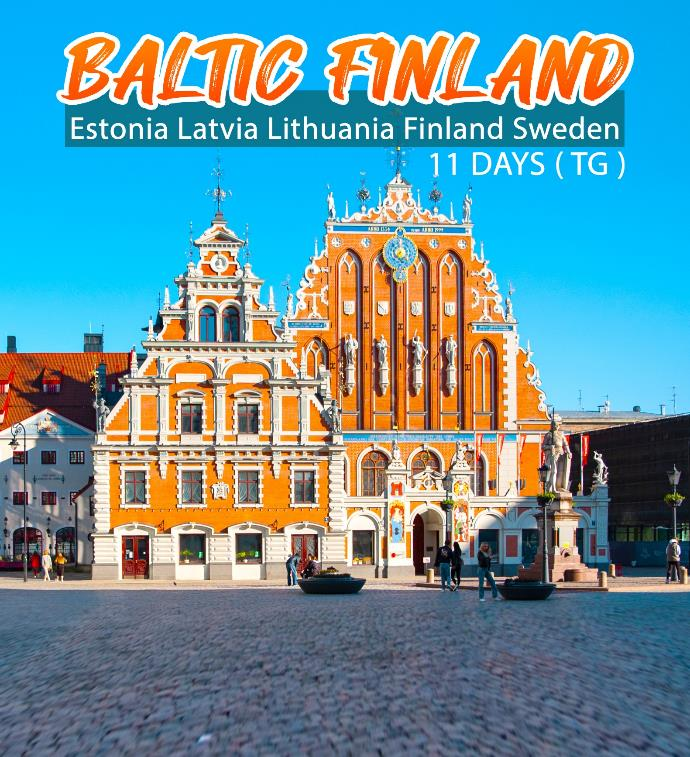 BALTIC FINLAND
Estonia Latvia Lithuania Finland Sweden
11 DAYS ( TG )